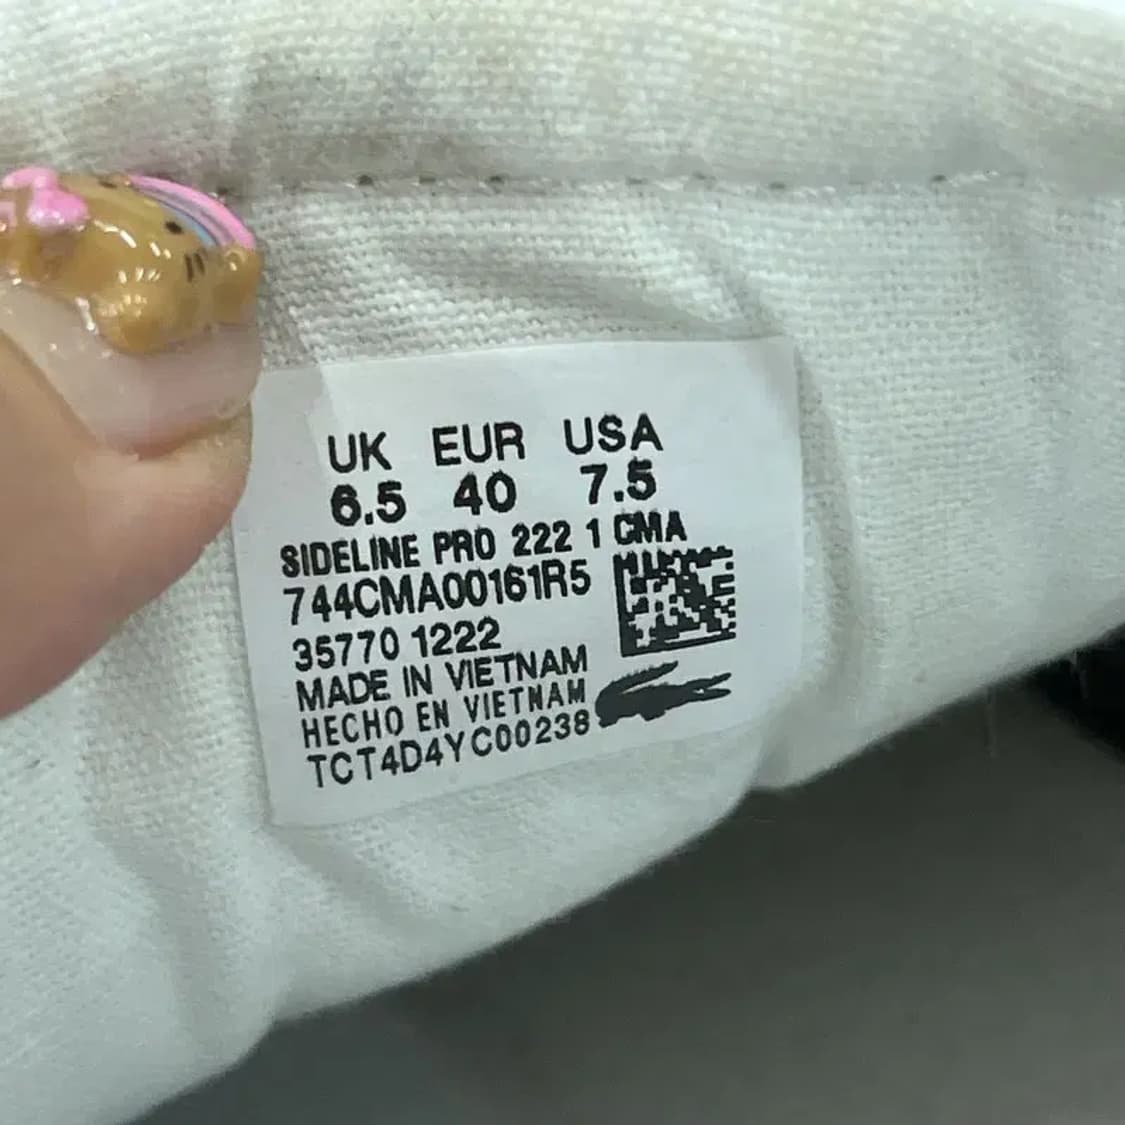 UK EUR USA
6.5 40 7.5
SIDELINE PRO 222 1 CMA
744CMA00161R5
35770 1222
MADE IN VIETNAM
HECHO EN VIETNAM
TCT4D4YC00238